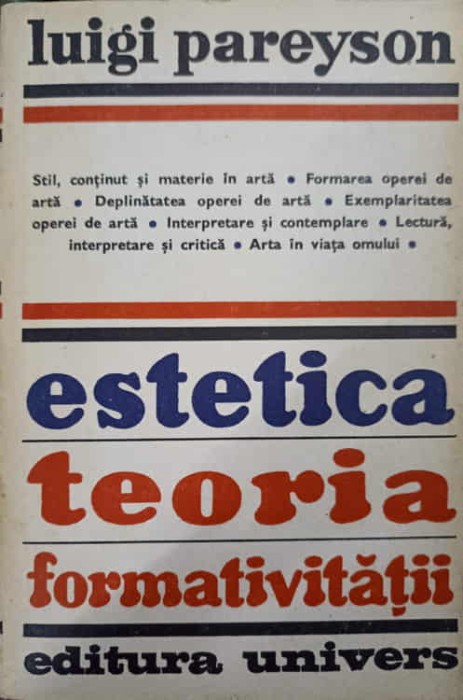 luigi pareyson
Stil, conținut și materie în artă • Formarea operei de
artă • Deplinătatea operei de artă • Exemplaritatea
operei de artă • Interpretare și contemplare • Lectură,
interpretare și critică • Arta în viața omului •
estetica
teoria
formativității
editura univers